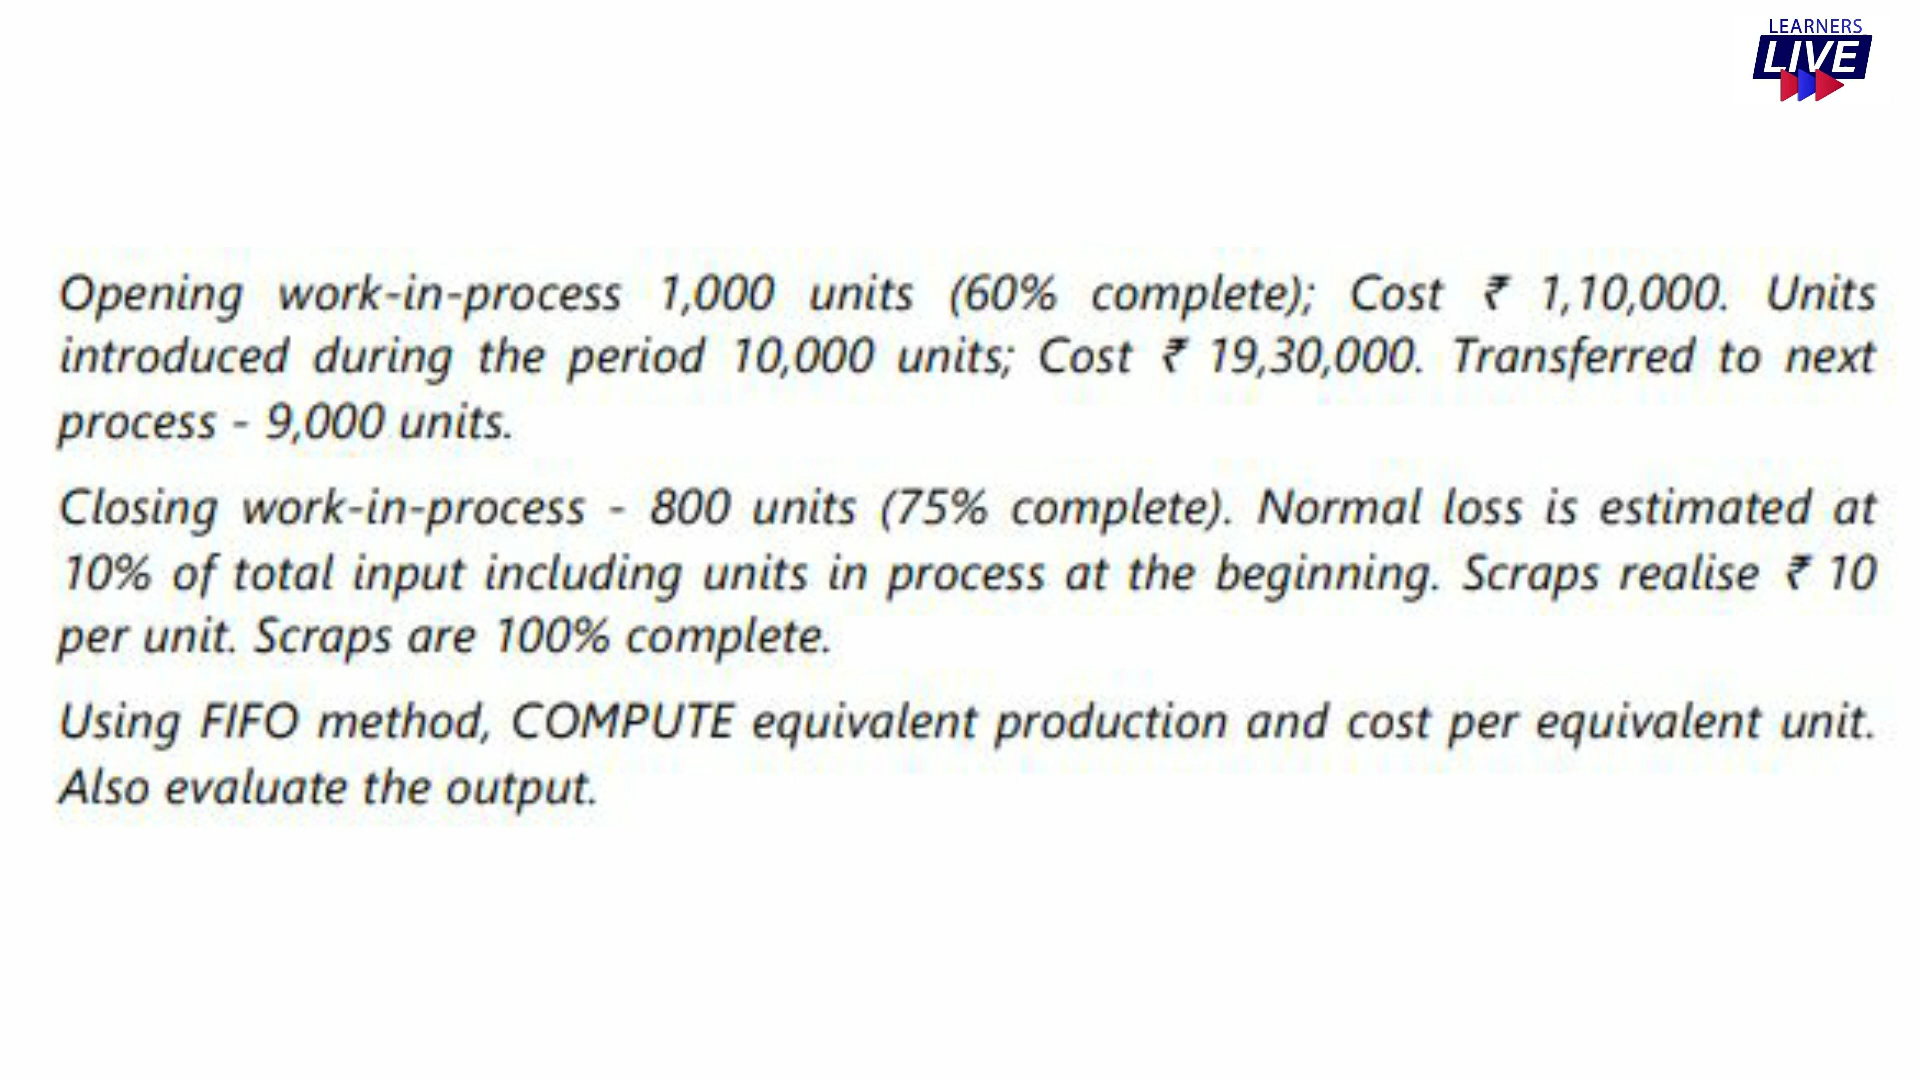 LEARNERS
LIVE
Opening work-in-process 1,000 units (60% complete); Cost ₹ 1,10,000. Units
introduced during the period 10,000 units; Cost ₹ 19,30,000. Transferred to next
process - 9,000 units.
Closing work-in-process - 800 units (75% complete). Normal loss is estimated at
10% of total input including units in process at the beginning. Scraps realise ₹ 10
per unit. Scraps are 100% complete.
Using FIFO method, COMPUTE equivalent production and cost per equivalent unit.
Also evaluate the output.